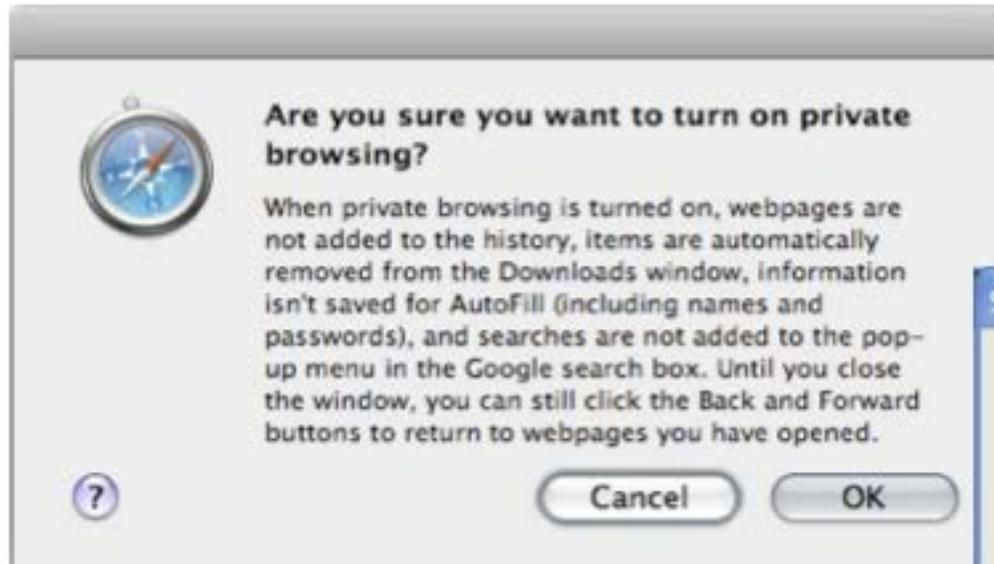 Are you sure you want to turn on private
browsing?
When private browsing is turned on, webpages are
not added to the history, items are automatically
removed from the Downloads window, information
isn't saved for AutoFill (including names and
passwords), and searches are not added to the pop-
up menu in the Google search box. Until you close
the window, you can still click the Back and Forward
buttons to return to webpages you have opened.
? Cancel OK